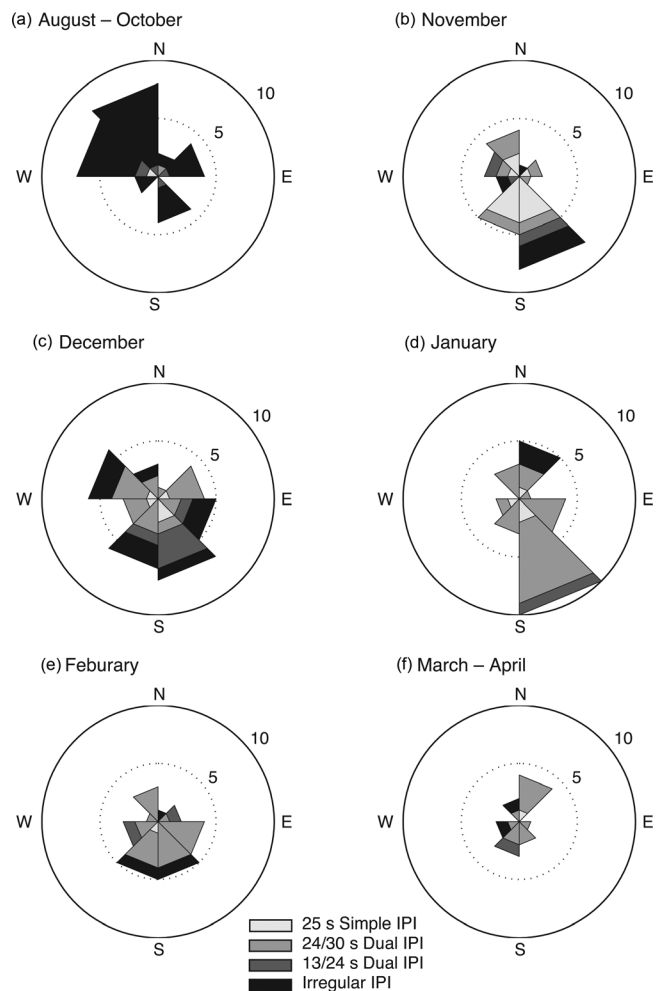 (a) August – October
(b) November
N
N
10
10
5
5
W
E
W
E
S
S
(c) December
(d) January
N
N
10
10
5
5
W
E
W
E
S
S
(e) Feburary
(f) March – April
N
N
10
10
5
5
W
E
W
E
S
S
25 s Simple IPI
24/30 s Dual IPI
13/24 s Dual IPI
Irregular IPI